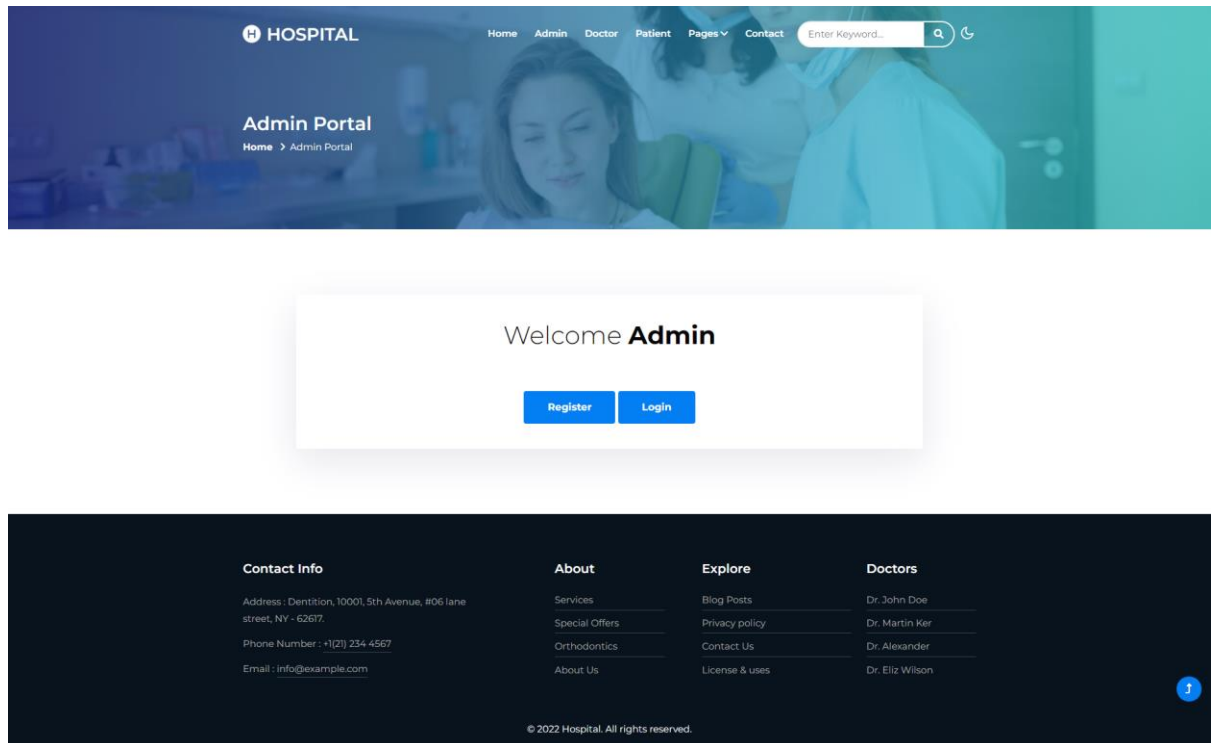 H HOSPITAL
Home Admin Doctor Patient Pages Contact Enter Keyword...
Admin Portal
Home > Admin Portal
Welcome Admin
Register Login
Contact Info
Address : Dentition, 10001, 5th Avenue, #06 lane
street, NY - 62617.
Phone Number : +1(21) 234 4567
Email : info@example.com
About
Services
Special Offers
Orthodontics
About Us
Explore
Blog Posts
Privacy policy
Contact Us
License & uses
Doctors
Dr. John Doe
Dr. Martin Ker
Dr. Alexander
Dr. Eliz Wilson
© 2022 Hospital. All rights reserved.